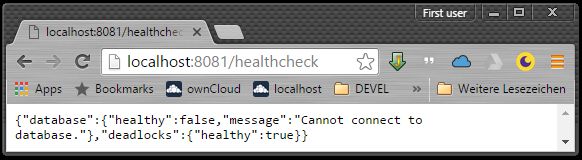 First user
localhost:8081/healthchec
localhost:8081/healthcheck
Apps
Bookmarks
ownCloud
localhost
DEVEL
»
Weitere Lesezeichen
{"database":{"healthy":false,"message":"Cannot connect to
database."},"deadlocks":{"healthy":true}}